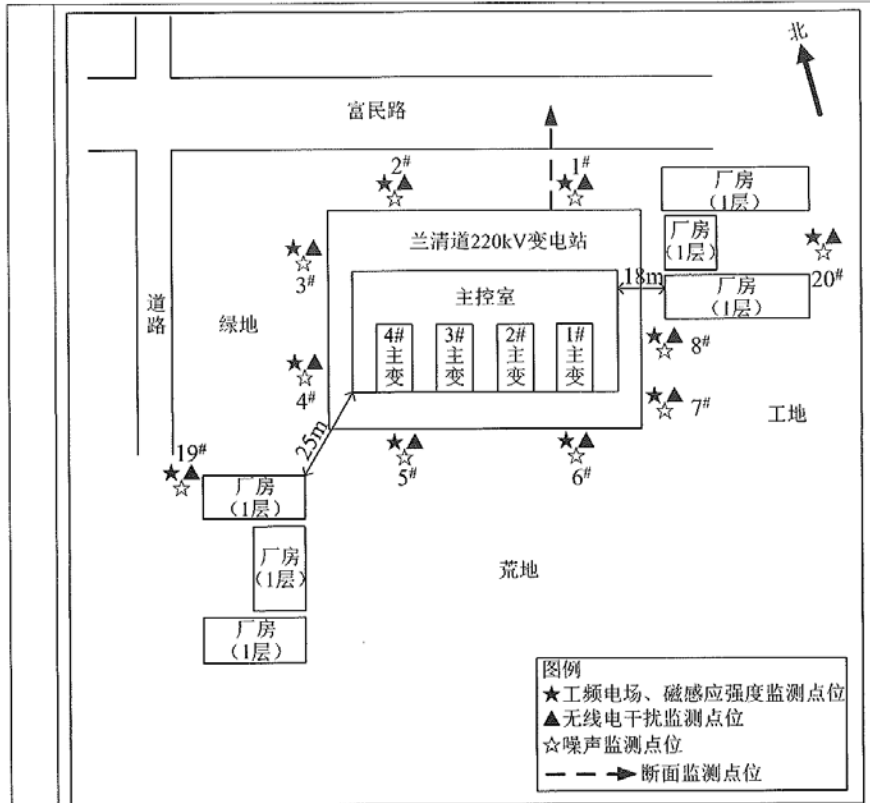 北
富民路
2#
1#
厂房
(1层)
兰清道220kV变电站
厂房
(1层)
3#
20#
18m
厂房
(1层)
主控室
道路
绿地
4#
主变
3#
主变
2#
主变
1#
主变
8#
4#
7#
工地
25m
19#
5#
6#
厂房
(1层)
厂房
(1层)
荒地
厂房
(1层)
图例
★工频电场、磁感应强度监测点位
▲无线电干扰监测点位
☆噪声监测点位
断面监测点位